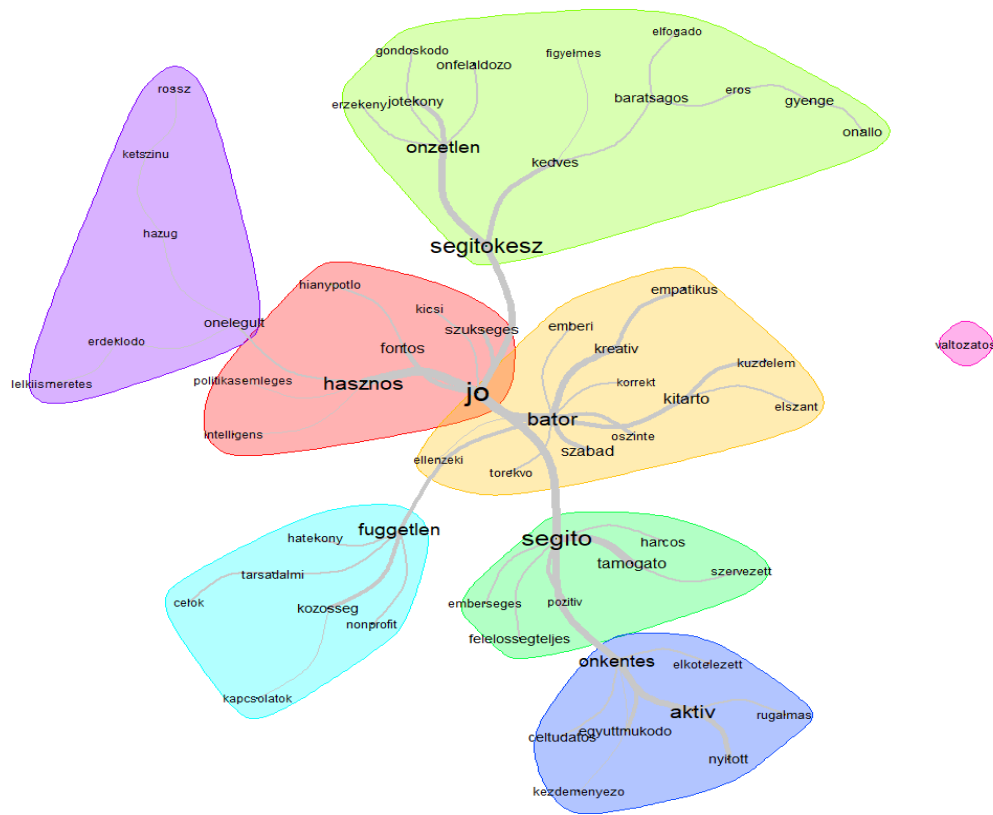 elfogado
gondoskodo
figyelmes
onfelaldozo
rossz
eros
baratsagos
gyenge
jotekony
erzekeny
onallo
onzetlen
ketszinu
kedves
hazug
segitokesz
hianypotlo
empatikus
kicsi
onelegult
emberi
szukseges
erdeklodo
valtozatos
fontos
kreativ
kuzdelem
politikasemleges
lelkiismeretes
hasznos
korrekt
jo
kitarto
elszant
bator
intelligens
oszinte
szabad
ellenzeki
torekvo
fuggetlen
hatekony
segito
harcos
tamogato
szervezett
tarsadalmi
celok
kozosseg
emberseges
pozitiv
nonprofit
felelossegteljes
onkentes
elkotelezett
kapcsolatok
aktiv
rugalmas
egyuttmukodo
celtudatos
nyitott
kezdemenyezo